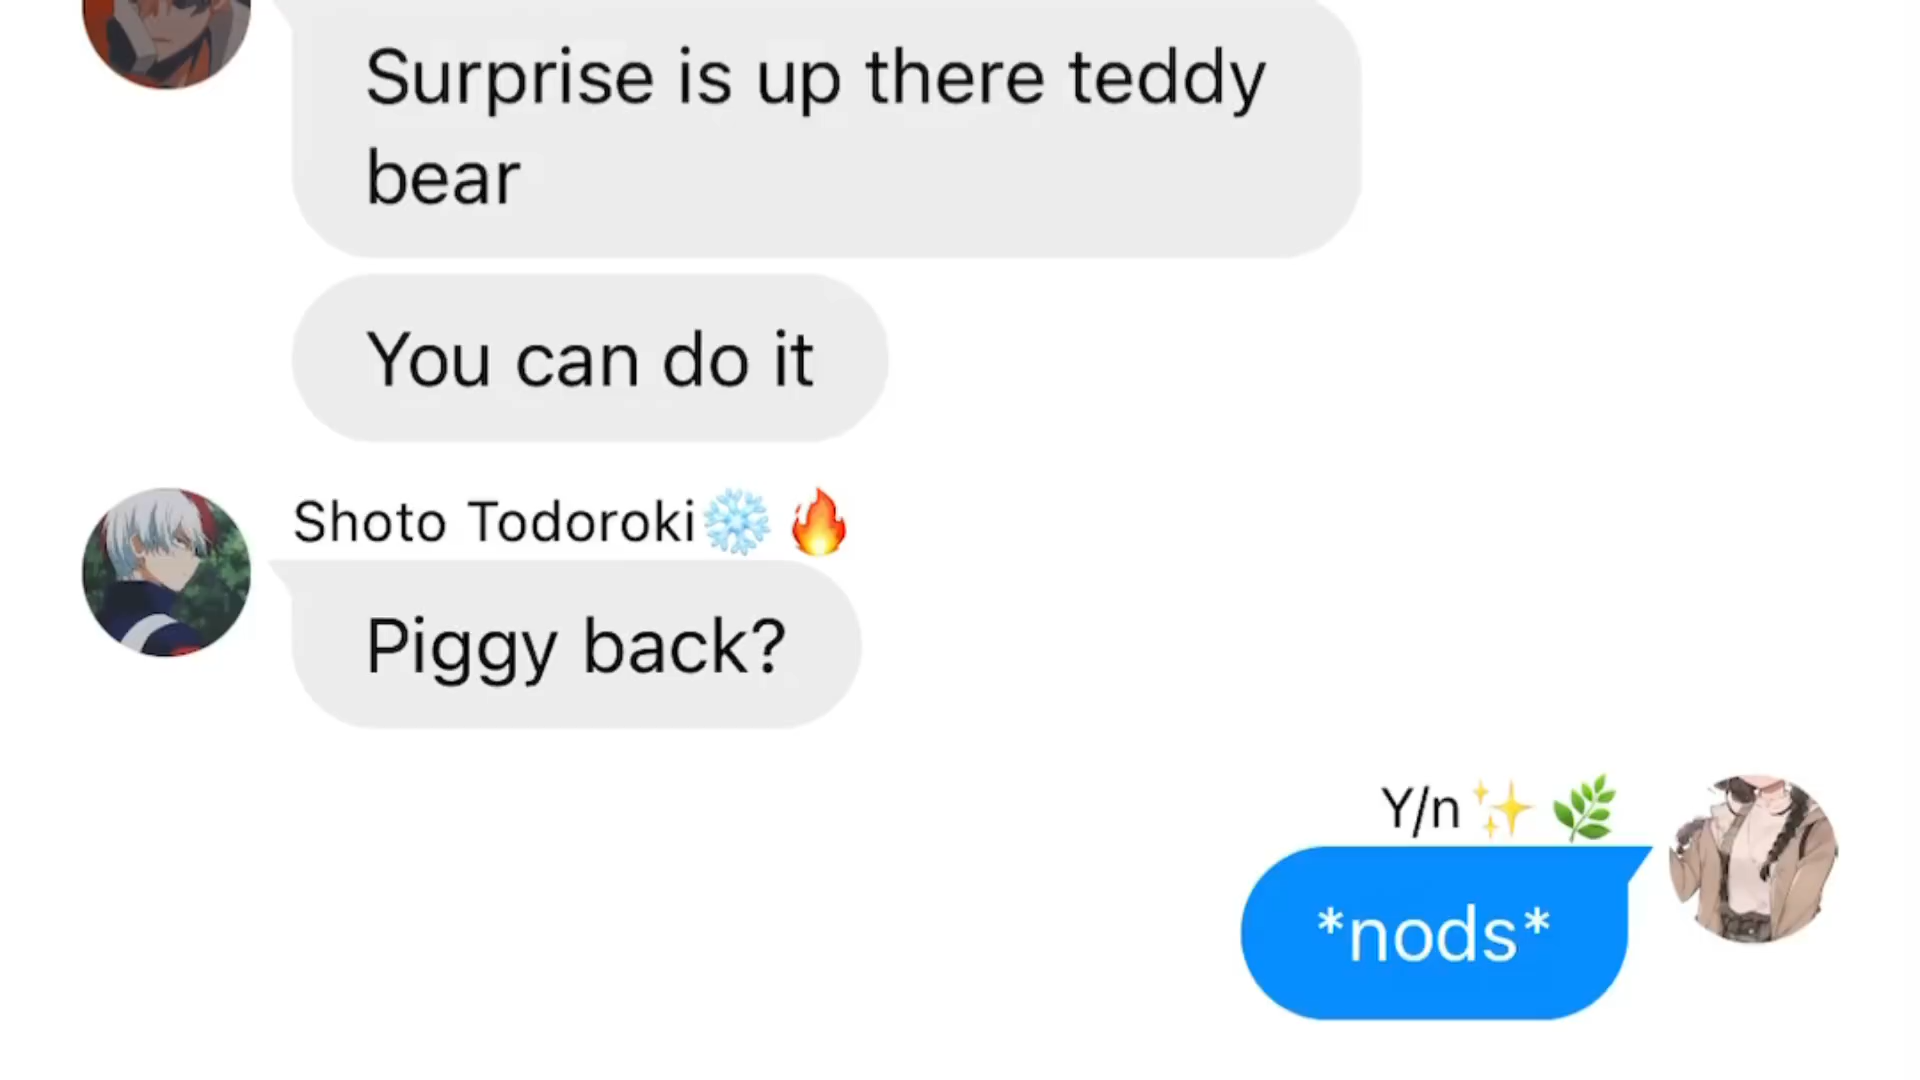 Surprise is up there teddy
bear
You can do it
Shoto Todoroki❄️🔥
Piggy back?
Y/n✨🌿
*nods*